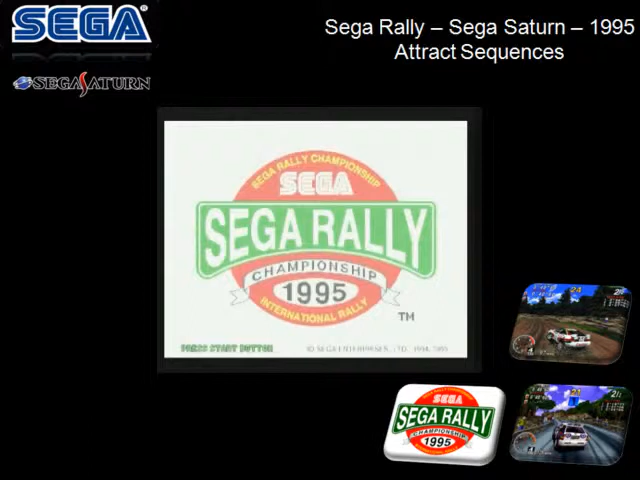 SEGA®
Sega Rally – Sega Saturn – 1995
Attract Sequences
SEGA SATURN
SEGA RALLY CHAMPIONSHIP
SEGA
SEGA RALLY
CHAMPIONSHIP
1995
INTERNATIONAL RALLY
TM
PRESS START BUTTON
© SEGA ENTERPRISES, LTD. 1994, 1995
SEGA
SEGA RALLY
CHAMPIONSHIP
1995